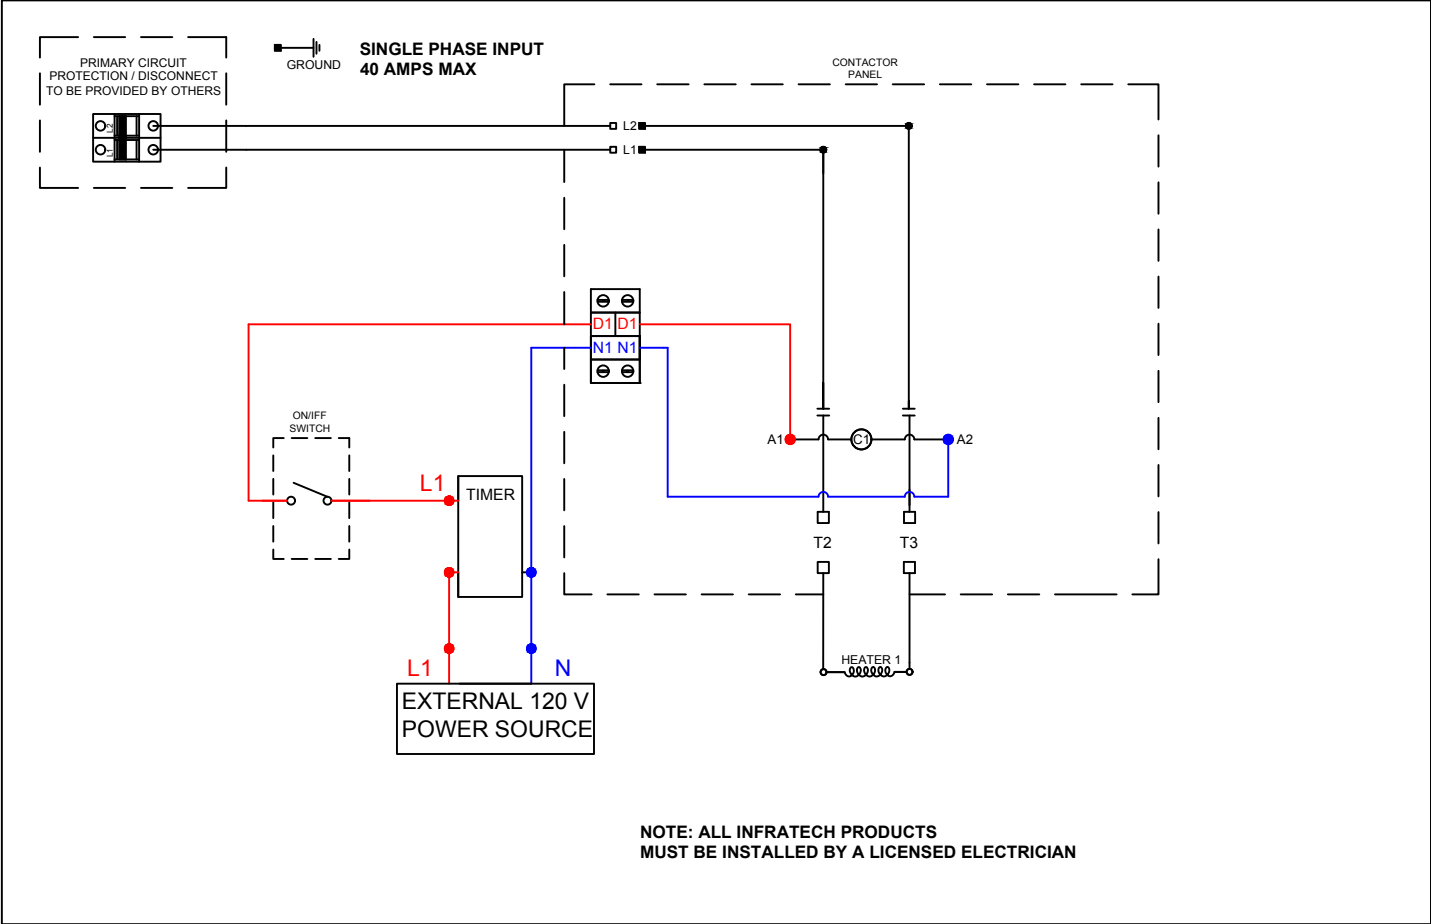 PRIMARY CIRCUIT
PROTECTION / DISCONNECT
TO BE PROVIDED BY OTHERS
L2
L1
GROUND
SINGLE PHASE INPUT
40 AMPS MAX
CONTACTOR
PANEL
L2
L1
D1 D1
N1 N1
ON/IFF
SWITCH
A1
C1
A2
L1
TIMER
T2
T3
L1
N
HEATER 1
EXTERNAL 120 V
POWER SOURCE
NOTE: ALL INFRATECH PRODUCTS
MUST BE INSTALLED BY A LICENSED ELECTRICIAN